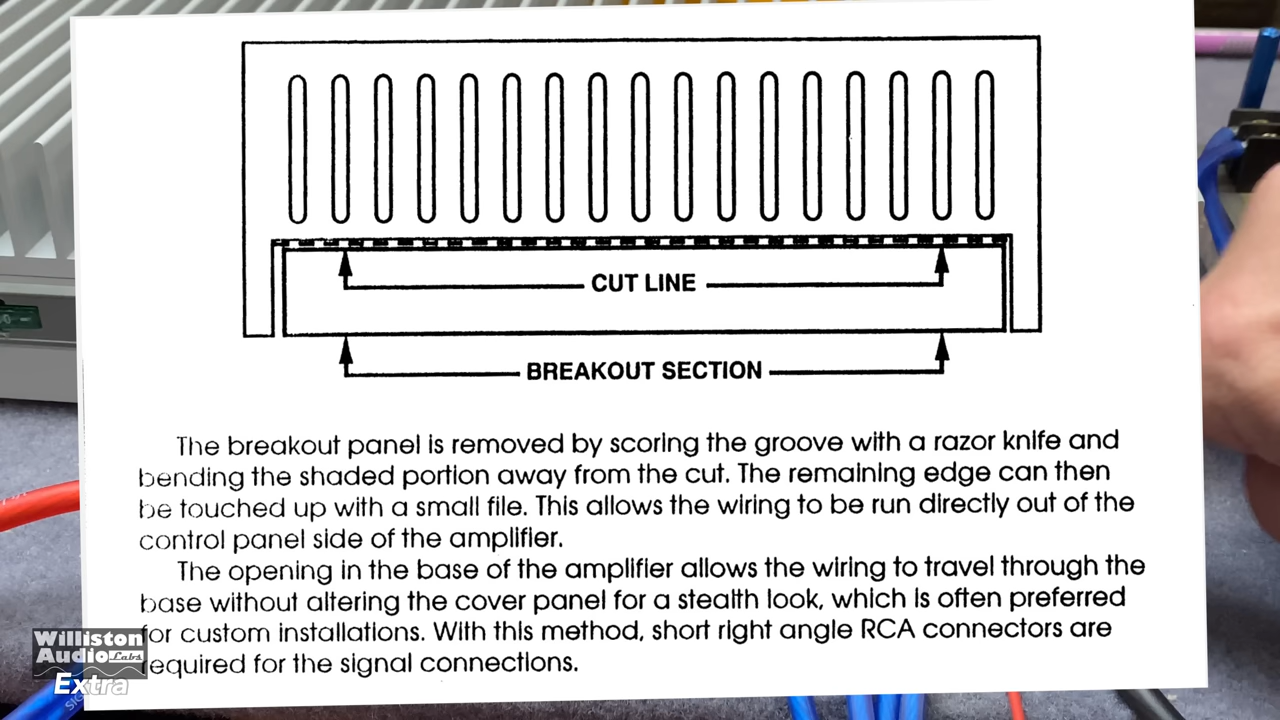 CUT LINE
BREAKOUT SECTION
The breakout panel is removed by scoring the groove with a razor knife and
bending the shaded portion away from the cut. The remaining edge can then
be touched up with a small file. This allows the wiring to be run directly out of the
control panel side of the amplifier.
The opening in the base of the amplifier allows the wiring to travel through the
base without altering the cover panel for a stealth look, which is often preferred
for custom installations. With this method, short right angle RCA connectors are
required for the signal connections.
Williston
Audio Labs
Extra